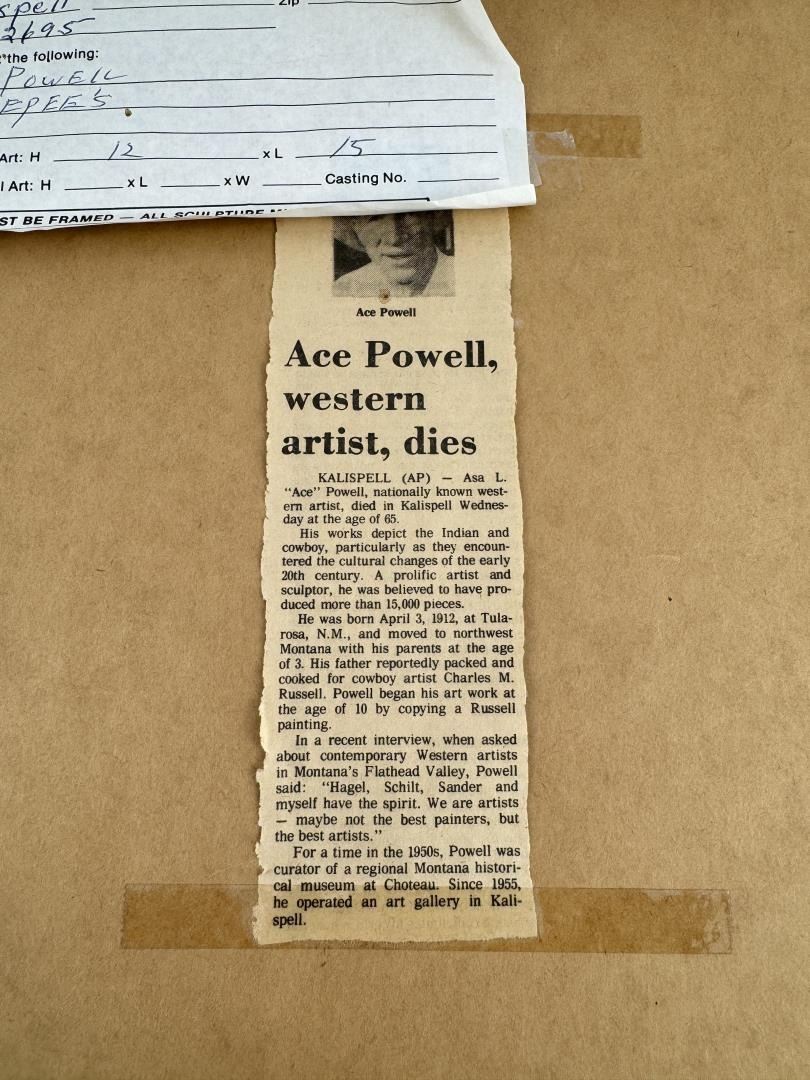 Zip
2695
the following:
POWELL
EPEE'S
Art: H 12 x L 15
l Art: H x L x W Casting No.
ST BE FRAMED — ALL SCULPTURE
Ace Powell
Ace Powell,
western
artist, dies
KALISPELL (AP) — Asa L.
“Ace” Powell, nationally known west-
ern artist, died in Kalispell Wednes-
day at the age of 65.
His works depict the Indian and
cowboy, particularly as they encoun-
tered the cultural changes of the early
20th century. A prolific artist and
sculptor, he was believed to have pro-
duced more than 15,000 pieces.
He was born April 3, 1912, at Tula-
rosa, N.M., and moved to northwest
Montana with his parents at the age
of 3. His father reportedly packed and
cooked for cowboy artist Charles M.
Russell. Powell began his art work at
the age of 10 by copying a Russell
painting.
In a recent interview, when asked
about contemporary Western artists
in Montana’s Flathead Valley, Powell
said: “Hagel, Schilt, Sander and
myself have the spirit. We are artists
— maybe not the best painters, but
the best artists.”
For a time in the 1950s, Powell was
curator of a regional Montana histori-
cal museum at Choteau. Since 1955,
he operated an art gallery in Kali-
spell.